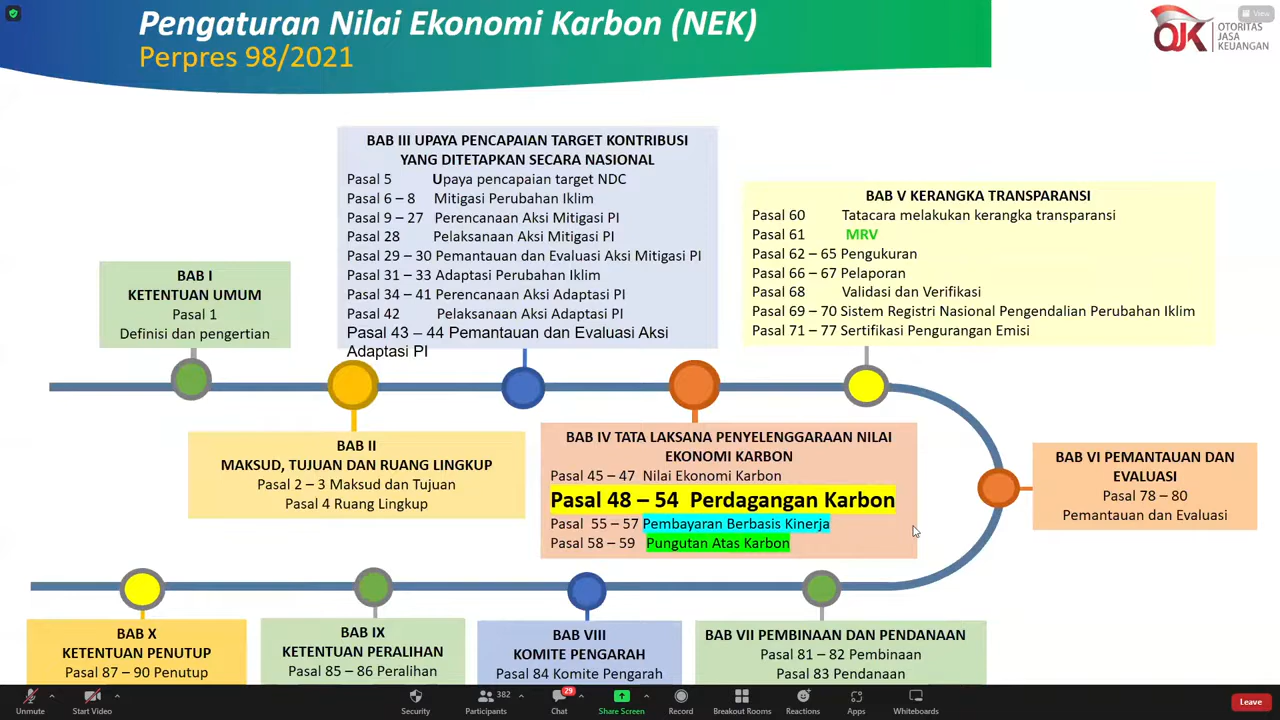 Pengaturan Nilai Ekonomi Karbon (NEK)
Perpres 98/2021
View
OJK
OTORITAS
JASA
KEUANGAN
BAB I
KETENTUAN UMUM
Pasal 1
Definisi dan pengertian
BAB II
MAKSUD, TUJUAN DAN RUANG LINGKUP
Pasal 2 – 3 Maksud dan Tujuan
Pasal 4 Ruang Lingkup
BAB III UPAYA PENCAPAIAN TARGET KONTRIBUSI
YANG DITETAPKAN SECARA NASIONAL
Pasal 5 Upaya pencapaian target NDC
Pasal 6 – 8 Mitigasi Perubahan Iklim
Pasal 9 – 27 Perencanaan Aksi Mitigasi PI
Pasal 28 Pelaksanaan Aksi Mitigasi PI
Pasal 29 – 30 Pemantauan dan Evaluasi Aksi Mitigasi PI
Pasal 31 – 33 Adaptasi Perubahan Iklim
Pasal 34 – 41 Perencanaan Aksi Adaptasi PI
Pasal 42 Pelaksanaan Aksi Adaptasi PI
Pasal 43 – 44 Pemantauan dan Evaluasi Aksi
Adaptasi PI
BAB IV TATA LAKSANA PENYELENGGARAAN NILAI
EKONOMI KARBON
Pasal 45 – 47 Nilai Ekonomi Karbon
Pasal 48 – 54 Perdagangan Karbon
Pasal 55 – 57 Pembayaran Berbasis Kinerja
Pasal 58 – 59 Pungutan Atas Karbon
BAB V KERANGKA TRANSPARANSI
Pasal 60 Tatacara melakukan kerangka transparansi
Pasal 61 MRV
Pasal 62 – 65 Pengukuran
Pasal 66 – 67 Pelaporan
Pasal 68 Validasi dan Verifikasi
Pasal 69 – 70 Sistem Registri Nasional Pengendalian Perubahan Iklim
Pasal 71 – 77 Sertifikasi Pengurangan Emisi
BAB VI PEMANTAUAN DAN
EVALUASI
Pasal 78 – 80
Pemantauan dan Evaluasi
BAB VII PEMBINAAN DAN PENDANAAN
Pasal 81 – 82 Pembinaan
Pasal 83 Pendanaan
BAB VIII
KOMITE PENGARAH
Pasal 84 Komite Pengarah
BAB IX
KETENTUAN PERALIHAN
Pasal 85 – 86 Peralihan
BAB X
KETENTUAN PENUTUP
Pasal 87 – 90 Penutup
Unmute
Start Video
Security
382
Participants
29
Chat
Share Screen
Record
Breakout Rooms
Reactions
Apps
Whiteboards
Leave